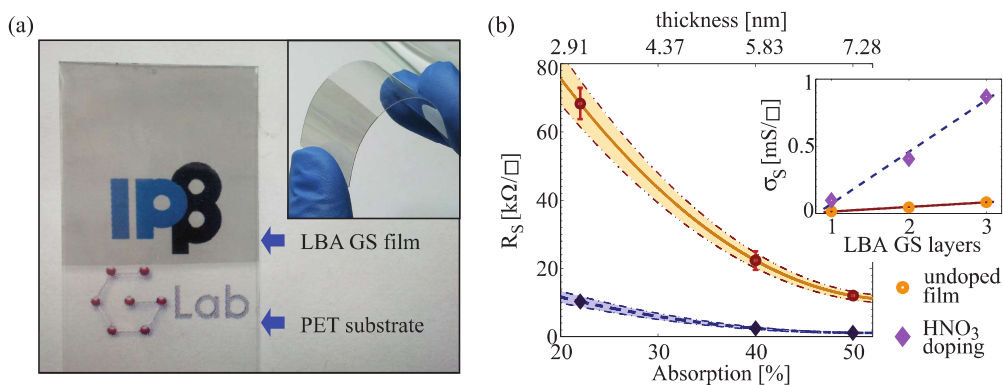 (a)
IPB
LBA GS film
Lab
PET substrate
(b)
thickness [nm]
2.91 4.37 5.83 7.28
80
60
40
20
0
R_S [kΩ/□]
20 30 40 50
Absorption [%]
1
0.5
0
σ_S [mS/□]
1 2 3
LBA GS layers
undoped
film
HNO₃
doping